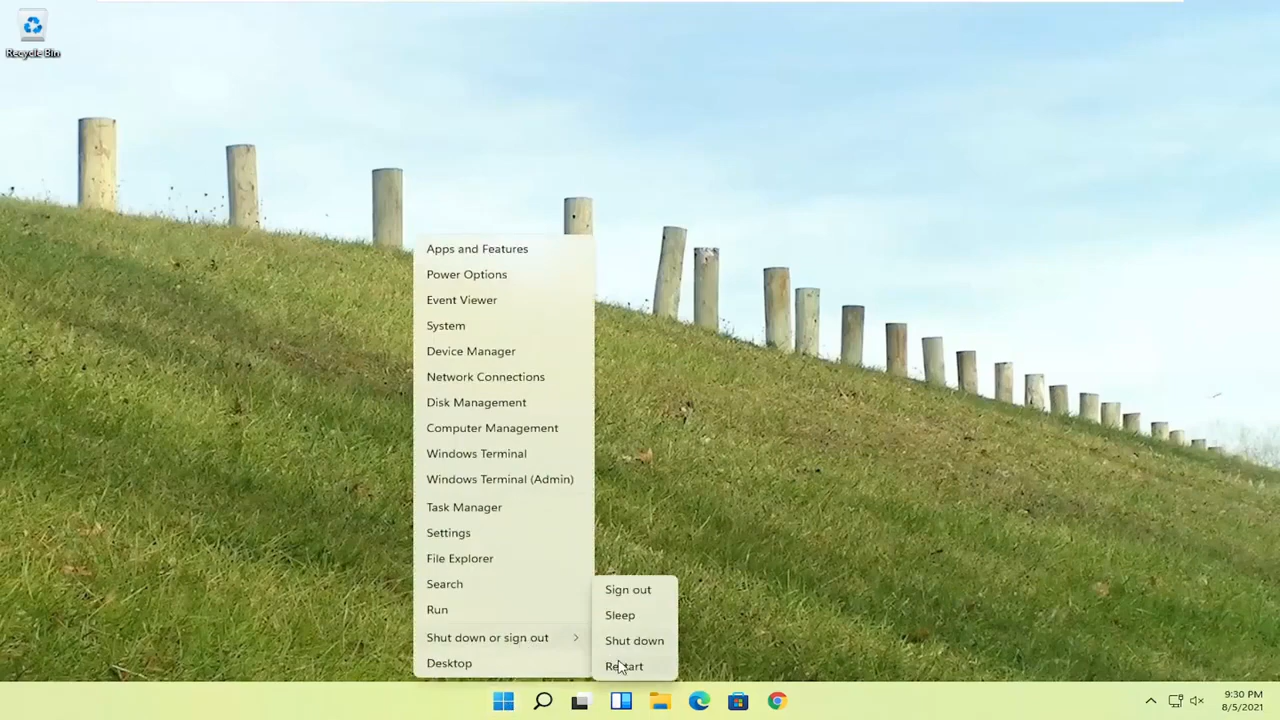 Recycle Bin
Apps and Features
Power Options
Event Viewer
System
Device Manager
Network Connections
Disk Management
Computer Management
Windows Terminal
Windows Terminal (Admin)
Task Manager
Settings
File Explorer
Search
Run
Shut down or sign out
Desktop
Sign out
Sleep
Shut down
Restart
9:30 PM
8/5/2021